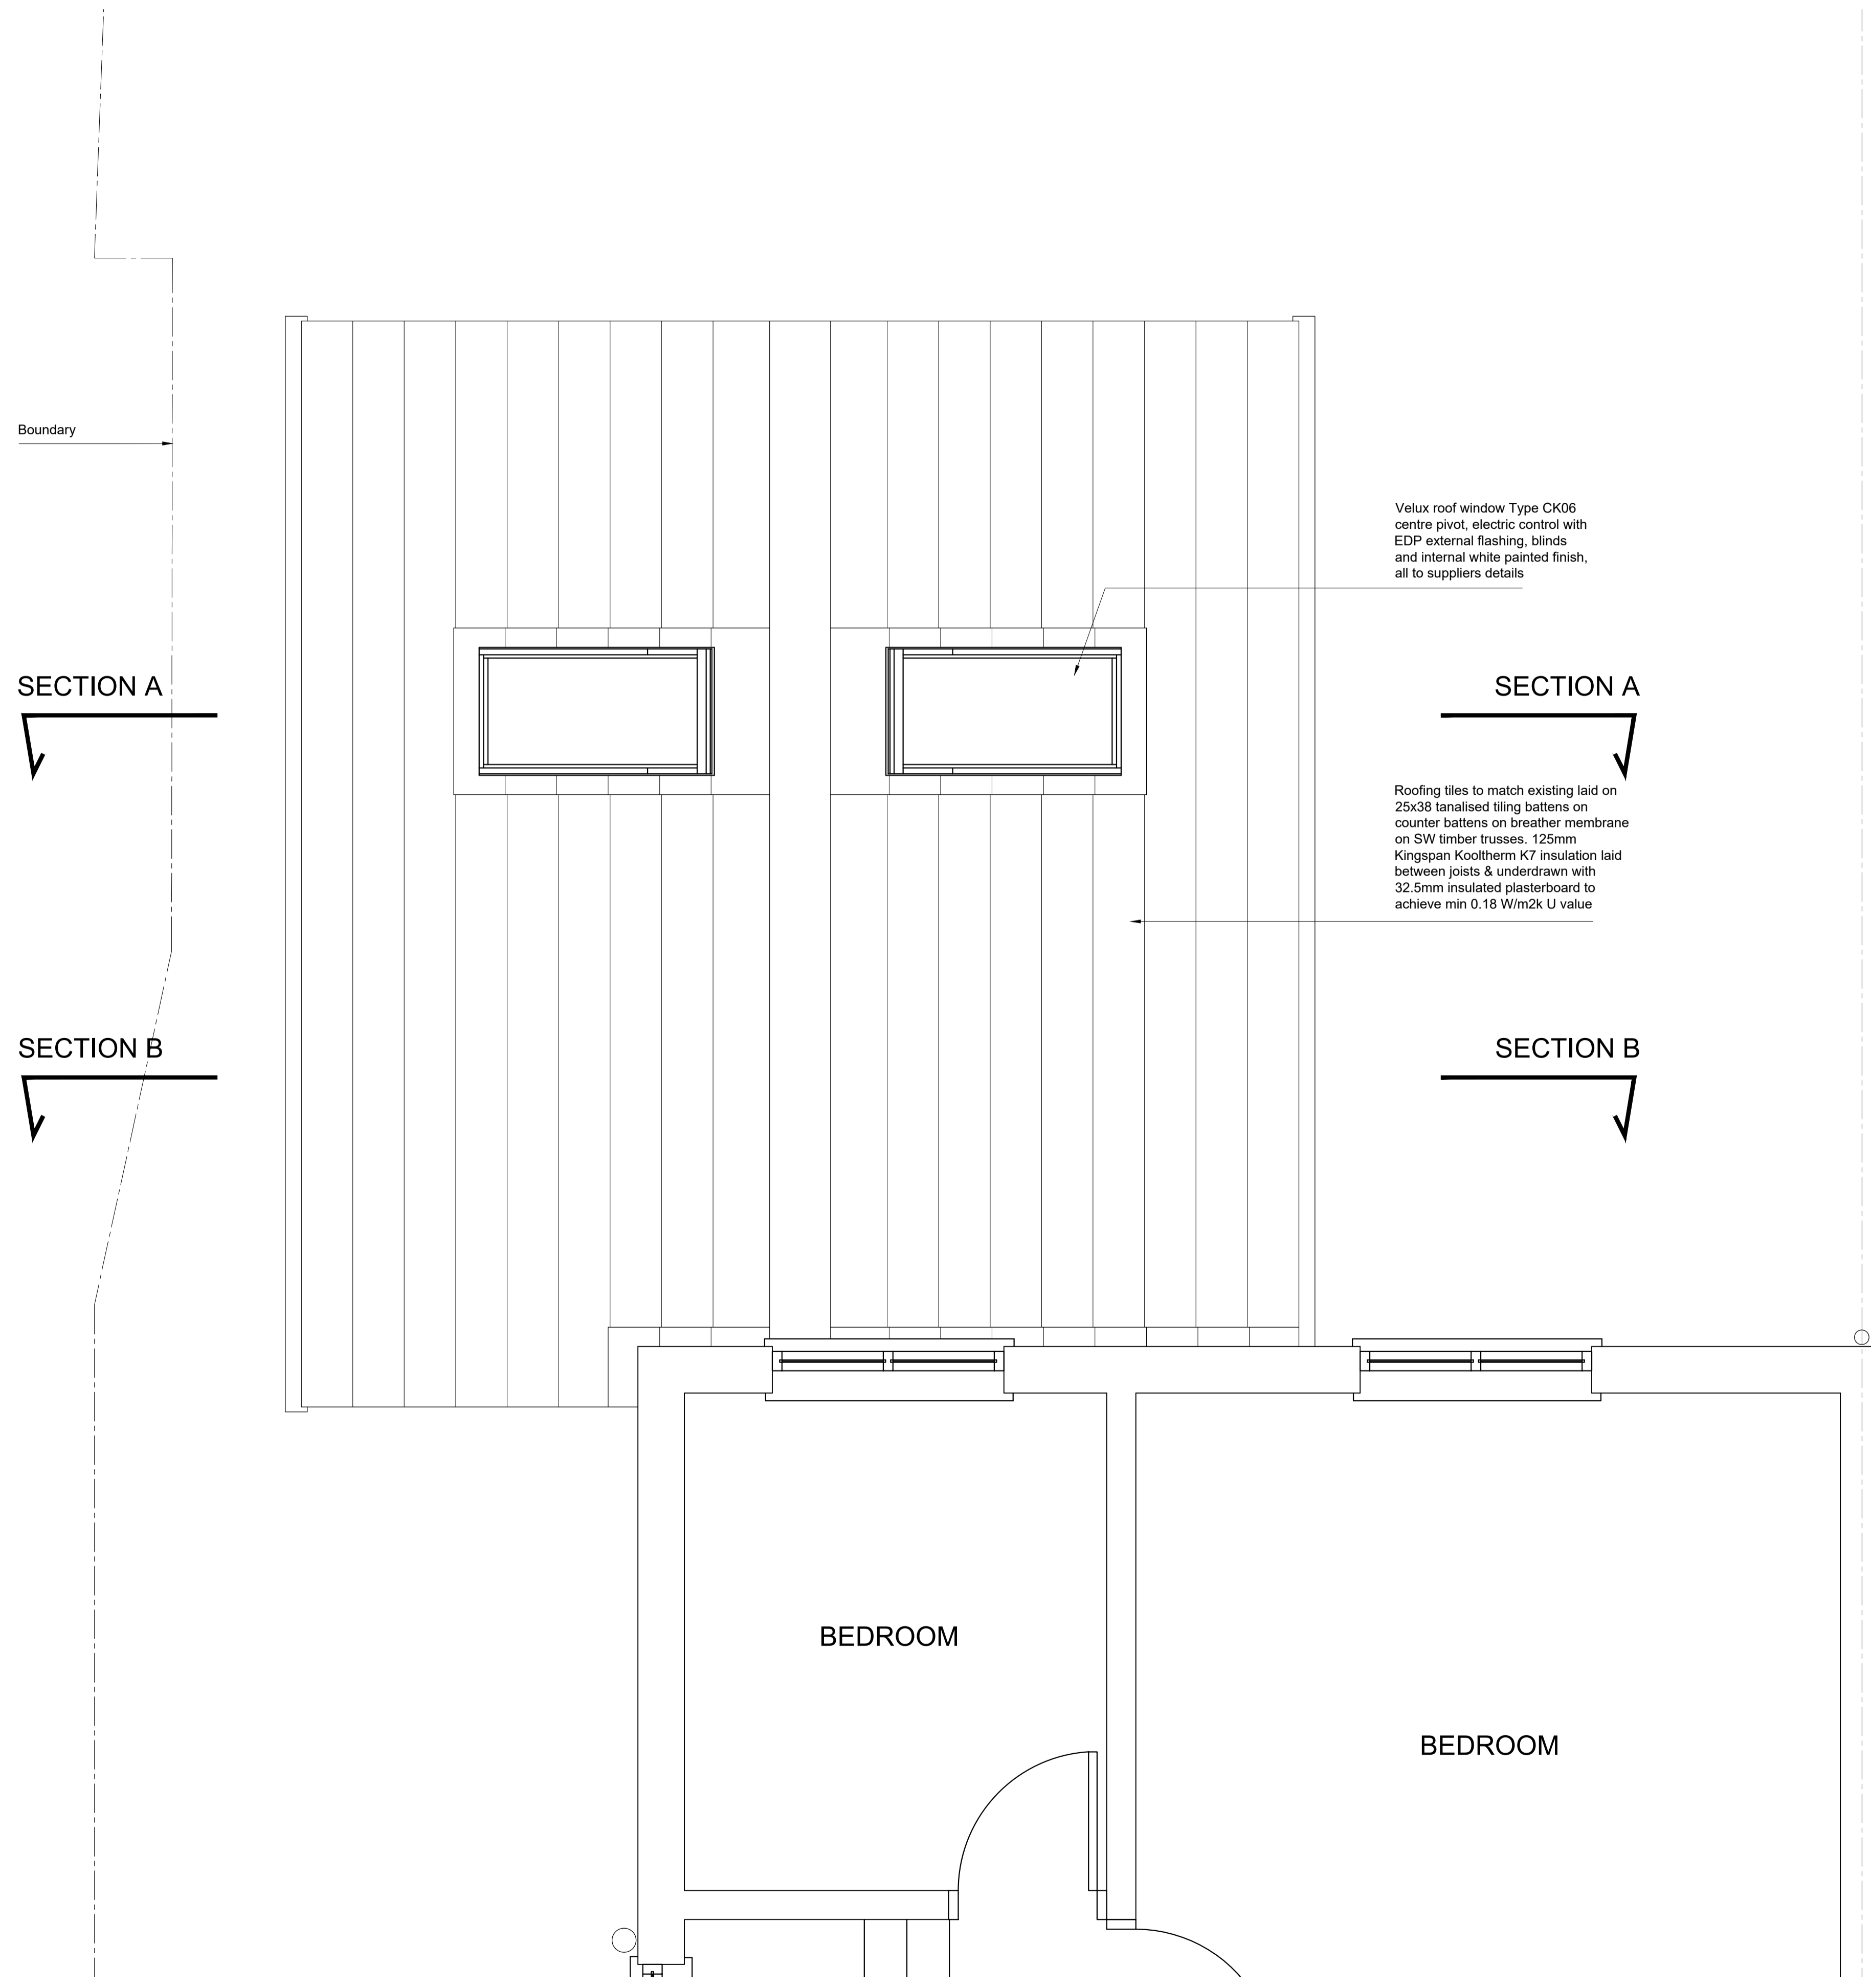 Boundary
Velux roof window Type CK06
centre pivot, electric control with
EDP external flashing, blinds
and internal white painted finish,
all to suppliers details
SECTION A
SECTION A
Roofing tiles to match existing laid on
25x38 tanalised tiling battens on
counter battens on breather membrane
on SW timber trusses. 125mm
Kingspan Kooltherm K7 insulation laid
between joists & underdrawn with
32.5mm insulated plasterboard to
achieve min 0.18 W/m2k U value
SECTION B
SECTION B
BEDROOM
BEDROOM